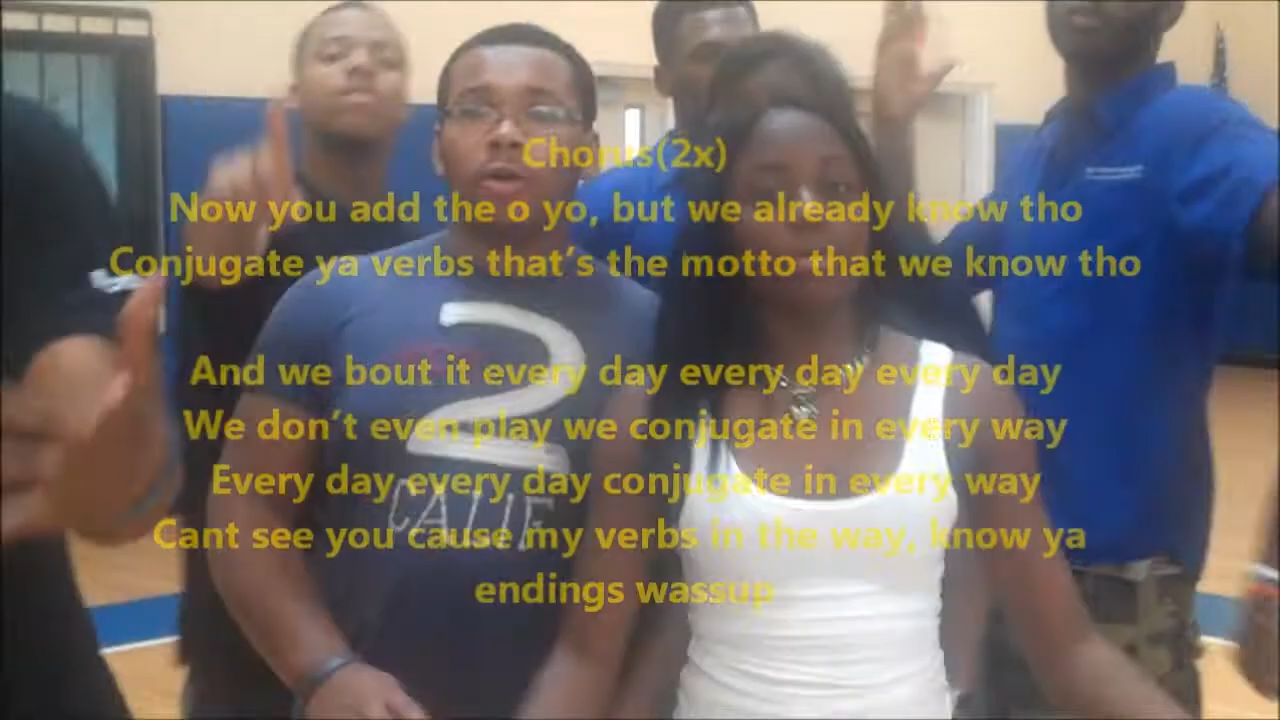 Chorus(2x)
Now you add the o yo, but we already know tho
Conjugate ya verbs that’s the motto that we know tho
And we bout it every day every day every day
We don’t even play we conjugate in every way
Every day every day conjugate in every way
Cant see you cause my verbs in the way, know ya
endings wassup
2
CALIF